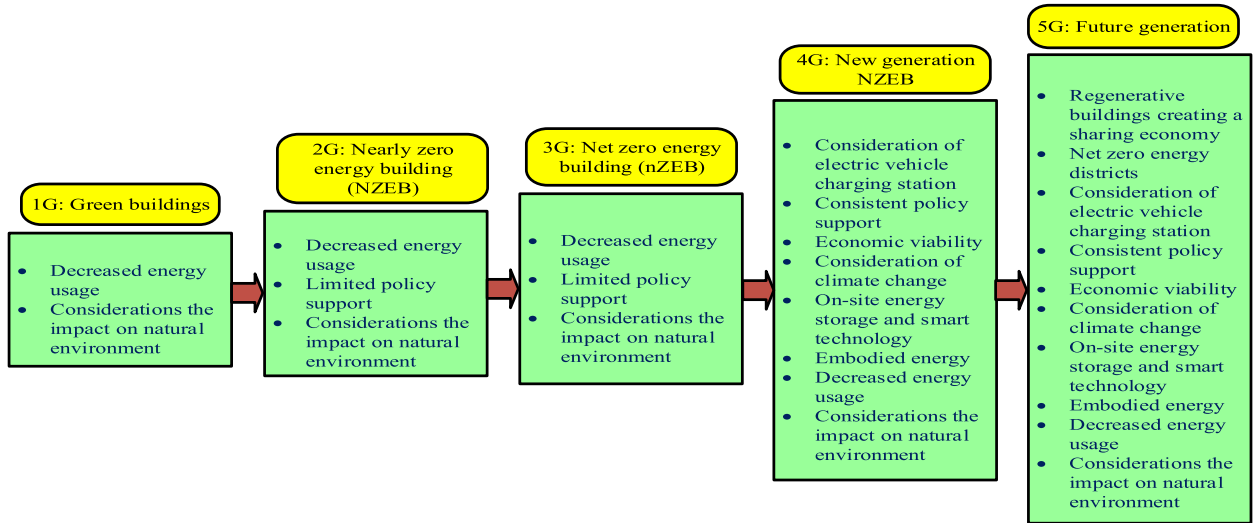 1G: Green buildings
• Decreased energy
usage
• Considerations the
impact on natural
environment
2G: Nearly zero
energy building
(NZEB)
• Decreased energy
usage
• Limited policy
support
• Considerations the
impact on natural
environment
3G: Net zero energy
building (nZEB)
• Decreased energy
usage
• Limited policy
support
• Considerations the
impact on natural
environment
4G: New generation
NZEB
• Consideration of
electric vehicle
charging station
• Consistent policy
support
• Economic viability
• Consideration of
climate change
• On-site energy
storage and smart
technology
• Embodied energy
• Decreased energy
usage
• Considerations the
impact on natural
environment
5G: Future generation
• Regenerative
buildings creating a
sharing economy
• Net zero energy
districts
• Consideration of
electric vehicle
charging station
• Consistent policy
support
• Economic viability
• Consideration of
climate change
• On-site energy
storage and smart
technology
• Embodied energy
• Decreased energy
usage
• Considerations the
impact on natural
environment